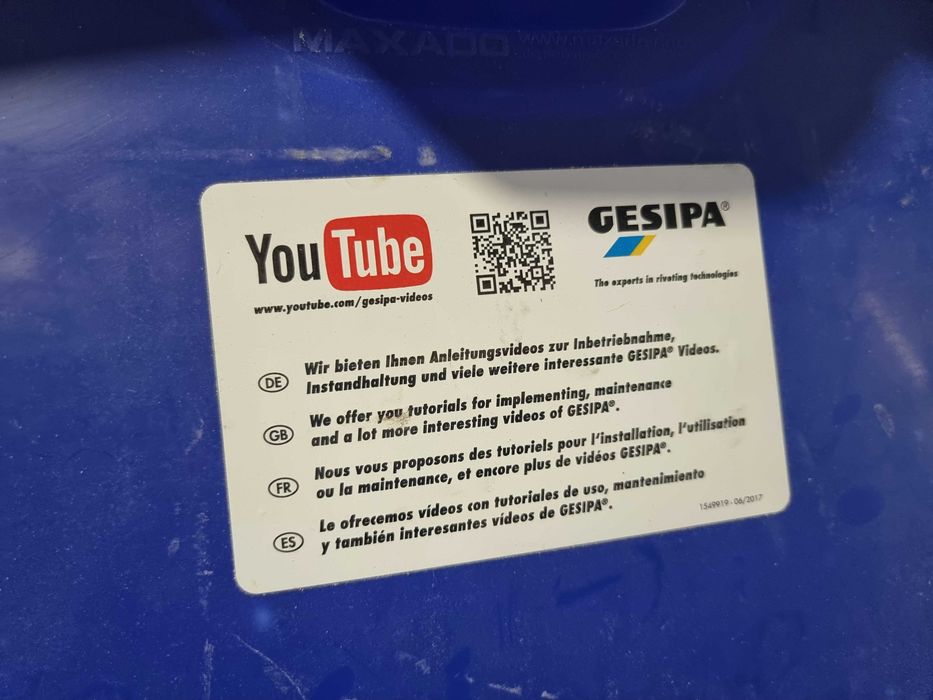 MAXADO
YouTube
www.youtube.com/gesipa-videos
GESIPA®
The experts in riveting technologies
DE
Wir bieten Ihnen Anleitungsvideos zur Inbetriebnahme,
Instandhaltung und viele weitere interessante GESIPA® Videos.
GB
We offer you tutorials for implementing, maintenance
and a lot more interesting videos of GESIPA®.
FR
Nous vous proposons des tutoriels pour l'installation, l'utilisation
ou la maintenance, et encore plus de vidéos GESIPA®.
ES
Le ofrecemos vídeos con tutoriales de uso, mantenimiento
y también interesantes vídeos de GESIPA®.
1549919 - 06/2017